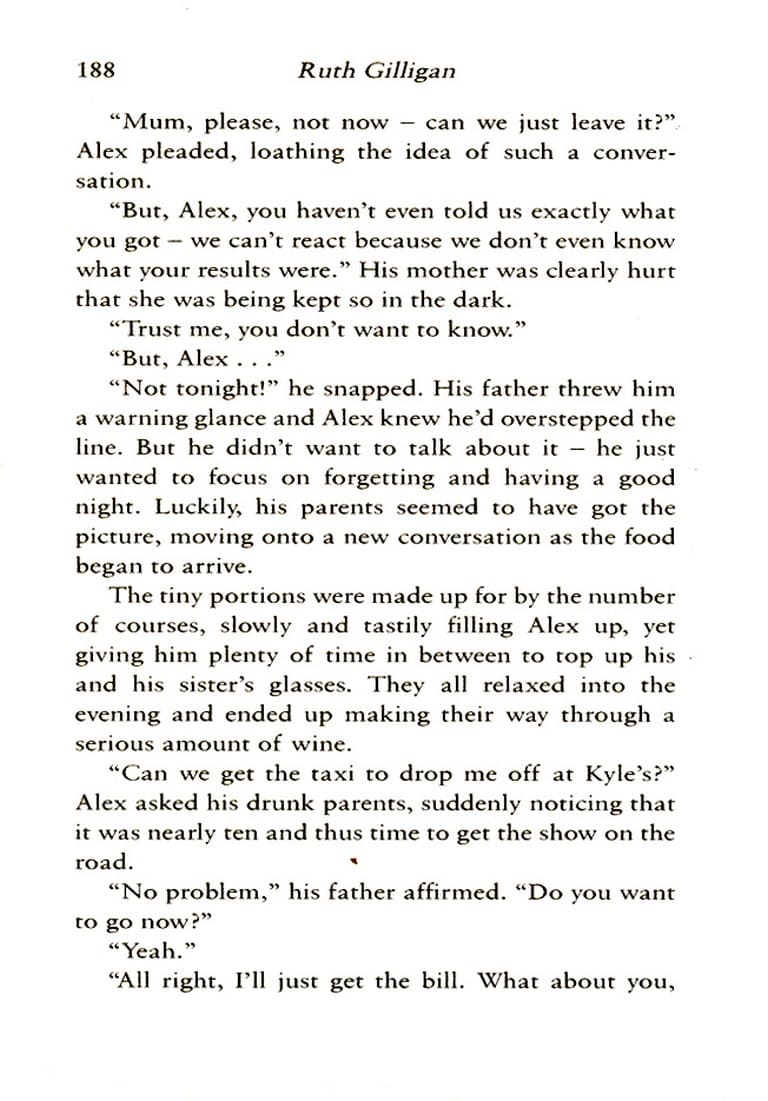 188 Ruth Gilligan
“Mum, please, not now – can we just leave it?”
Alex pleaded, loathing the idea of such a conver-
sation.
“But, Alex, you haven’t even told us exactly what
you got – we can’t react because we don’t even know
what your results were.” His mother was clearly hurt
that she was being kept so in the dark.
“Trust me, you don’t want to know.”
“But, Alex . . .”
“Not tonight!” he snapped. His father threw him
a warning glance and Alex knew he’d overstepped the
line. But he didn’t want to talk about it – he just
wanted to focus on forgetting and having a good
night. Luckily, his parents seemed to have got the
picture, moving onto a new conversation as the food
began to arrive.
The tiny portions were made up for by the number
of courses, slowly and tastily filling Alex up, yet
giving him plenty of time in between to top up his
and his sister’s glasses. They all relaxed into the
evening and ended up making their way through a
serious amount of wine.
“Can we get the taxi to drop me off at Kyle’s?”
Alex asked his drunk parents, suddenly noticing that
it was nearly ten and thus time to get the show on the
road.
“No problem,” his father affirmed. “Do you want
to go now?”
“Yeah.”
“All right, I’ll just get the bill. What about you,